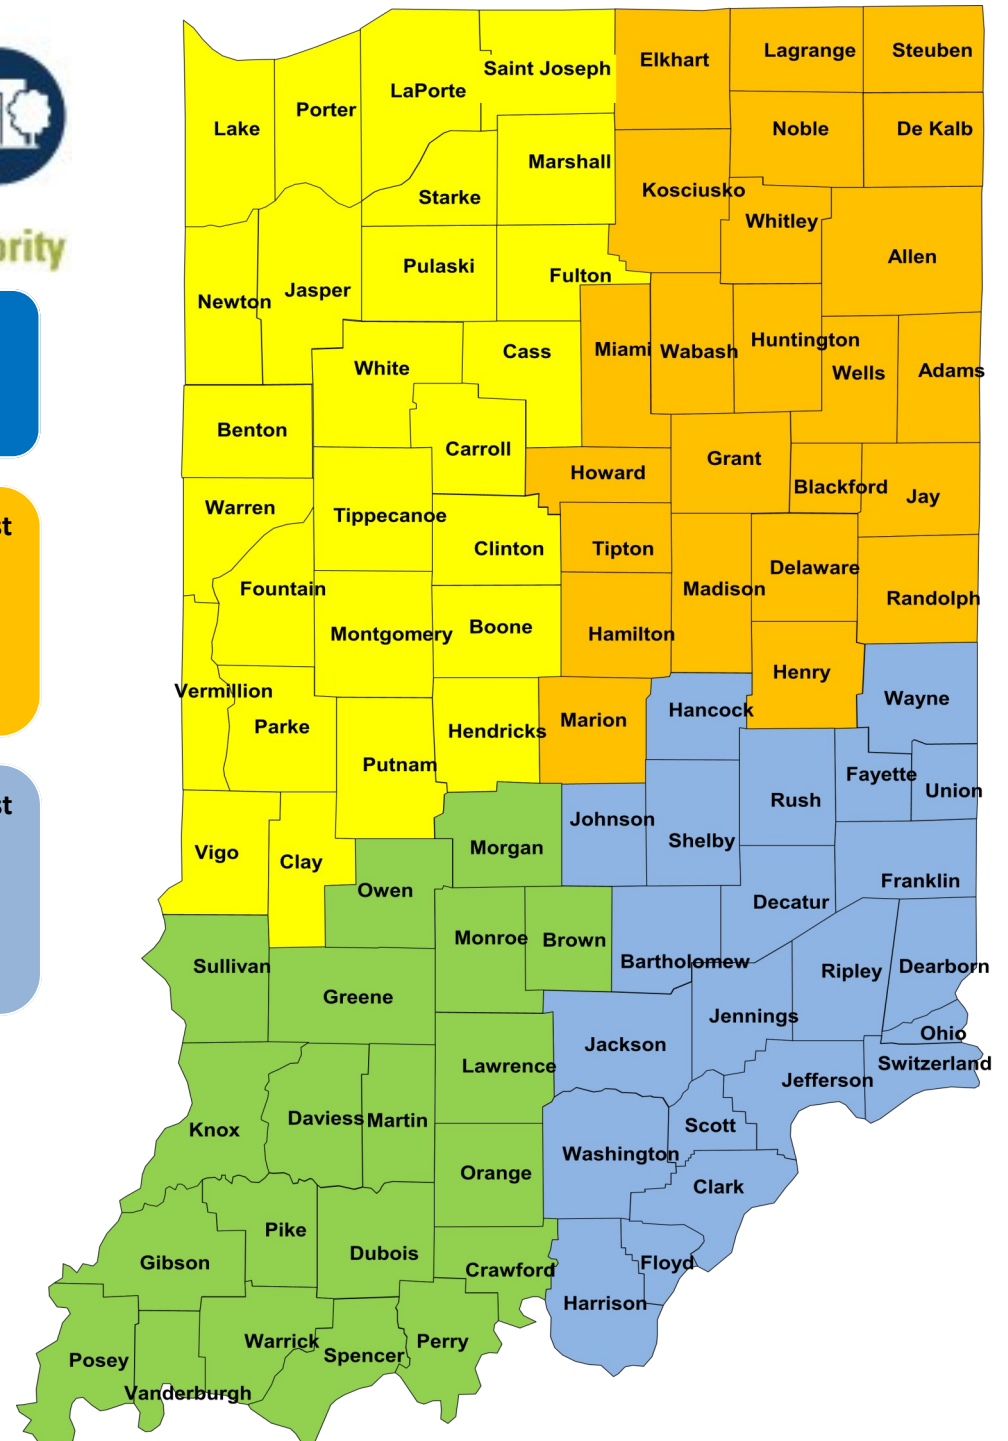 Saint Joseph
Elkhart
Lagrange
Steuben
LaPorte
Porter
Lake
Noble
De Kalb
Marshall
Starke
Kosciusko
Whitley
Allen
Pulaski
Fulton
Jasper
Newton
Cass
White
Miami
Wabash
Huntington
Wells
Adams
Benton
Carroll
Howard
Grant
Blackford
Jay
st
Warren
Tippecanoe
Clinton
Tipton
Delaware
Madison
Randolph
Fountain
Montgomery
Boone
Hamilton
Henry
Vermillion
Parke
Hendricks
Marion
Hancock
Wayne
Putnam
Fayette
Union
Rush
st
Johnson
Shelby
Vigo
Clay
Morgan
Owen
Franklin
Decatur
Monroe
Brown
Bartholomew
Ripley
Dearborn
Sullivan
Greene
Jennings
Ohio
Jackson
Switzerland
Lawrence
Jefferson
Knox
Daviess
Martin
Scott
Washington
Orange
Clark
Pike
Dubois
Gibson
Crawford
Floyd
Harrison
Warrick
Spencer
Perry
Posey
Vanderburgh